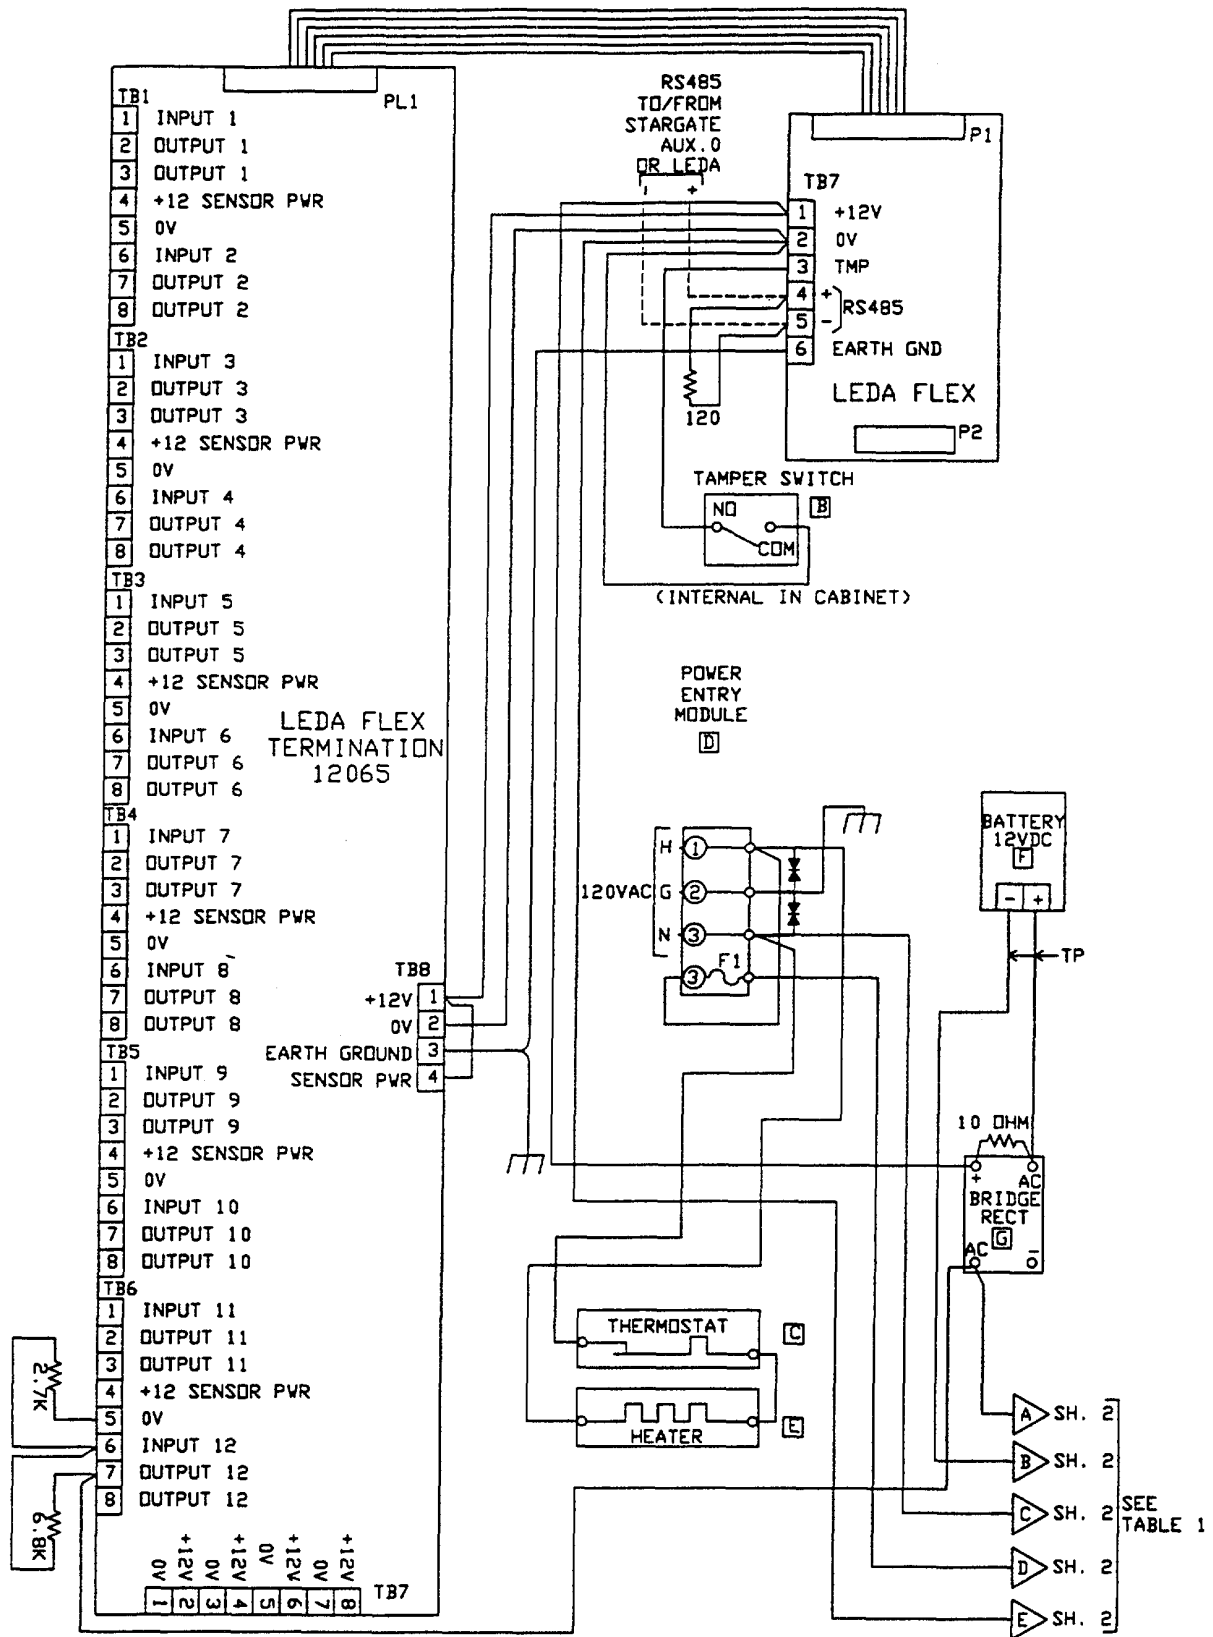 PL1
TB1
1 INPUT 1
2 OUTPUT 1
3 OUTPUT 1
4 +12 SENSOR PWR
5 0V
6 INPUT 2
7 OUTPUT 2
8 OUTPUT 2
TB2
1 INPUT 3
2 OUTPUT 3
3 OUTPUT 3
4 +12 SENSOR PWR
5 0V
6 INPUT 4
7 OUTPUT 4
8 OUTPUT 4
TB3
1 INPUT 5
2 OUTPUT 5
3 OUTPUT 5
4 +12 SENSOR PWR
5 0V
6 INPUT 6
7 OUTPUT 6
8 OUTPUT 6
LEDA FLEX
TERMINATION
12065
TB4
1 INPUT 7
2 OUTPUT 7
3 OUTPUT 7
4 +12 SENSOR PWR
5 0V
6 INPUT 8
7 OUTPUT 8
8 OUTPUT 8
TB8
+12V 1
0V 2
EARTH GROUND 3
SENSOR PWR 4
TB5
1 INPUT 9
2 OUTPUT 9
3 OUTPUT 9
4 +12 SENSOR PWR
5 0V
6 INPUT 10
7 OUTPUT 10
8 OUTPUT 10
TB6
1 INPUT 11
2 OUTPUT 11
3 OUTPUT 11
4 +12 SENSOR PWR
5 0V
6 INPUT 12
7 OUTPUT 12
8 OUTPUT 12
2.7K
6.8K
0V +12V 0V +12V 0V +12V 0V +12V
1 2 3 4 5 6 7 8
TB7
RS485
TO/FROM
STARGATE
AUX.0
OR LEDA
- +
P1
TB7
1 +12V
2 0V
3 TMP
4 +
5 -
RS485
6 EARTH GND
LEDA FLEX
P2
120
TAMPER SWITCH
B
NO
COM
(INTERNAL IN CABINET)
POWER
ENTRY
MODULE
D
120VAC
H 1
G 2
N 3
3 F1
BATTERY
12VDC
F
- +
TP
10 OHM
+ AC
BRIDGE
RECT
G
AC -
THERMOSTAT
C
HEATER
E
A SH. 2
B SH. 2
C SH. 2
D SH. 2
E SH. 2
SEE
TABLE 1